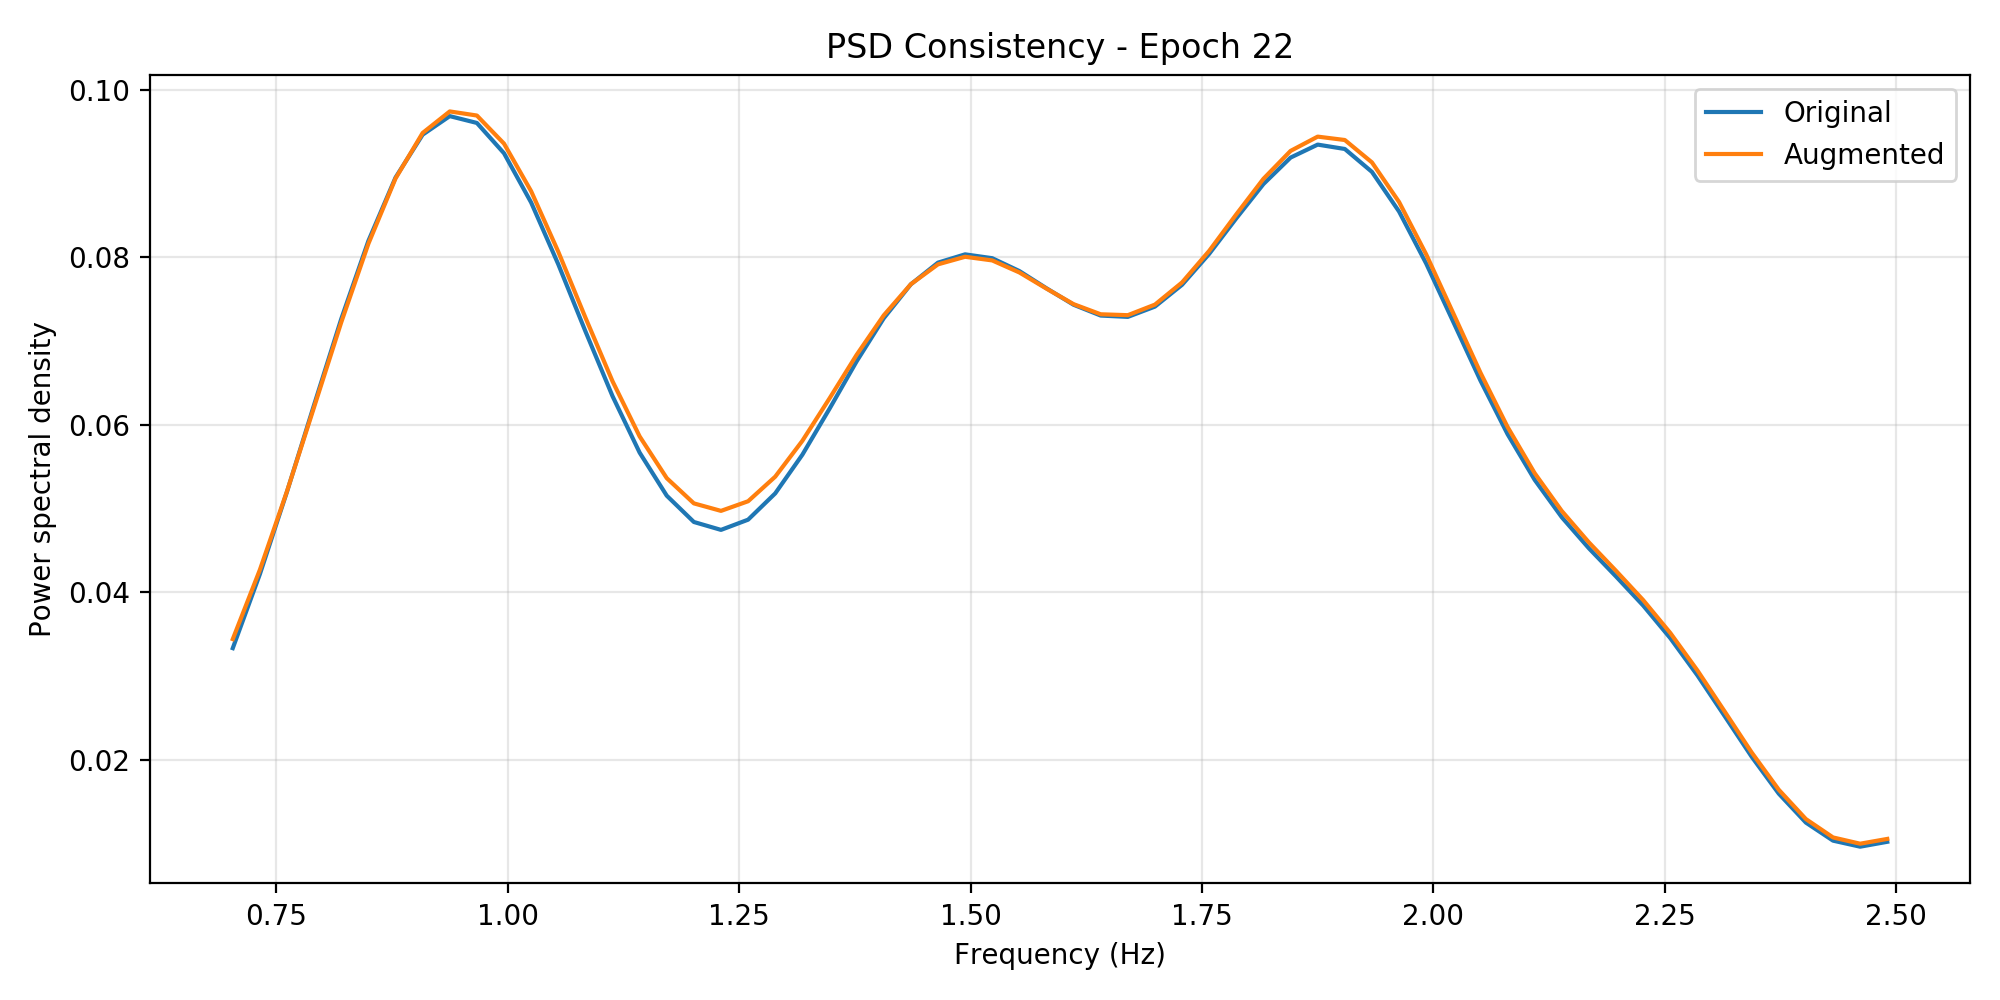 PSD Consistency - Epoch 22
Original
Augmented
Power spectral density
0.10
0.08
0.06
0.04
0.02
0.75 1.00 1.25 1.50 1.75 2.00 2.25 2.50
Frequency (Hz)